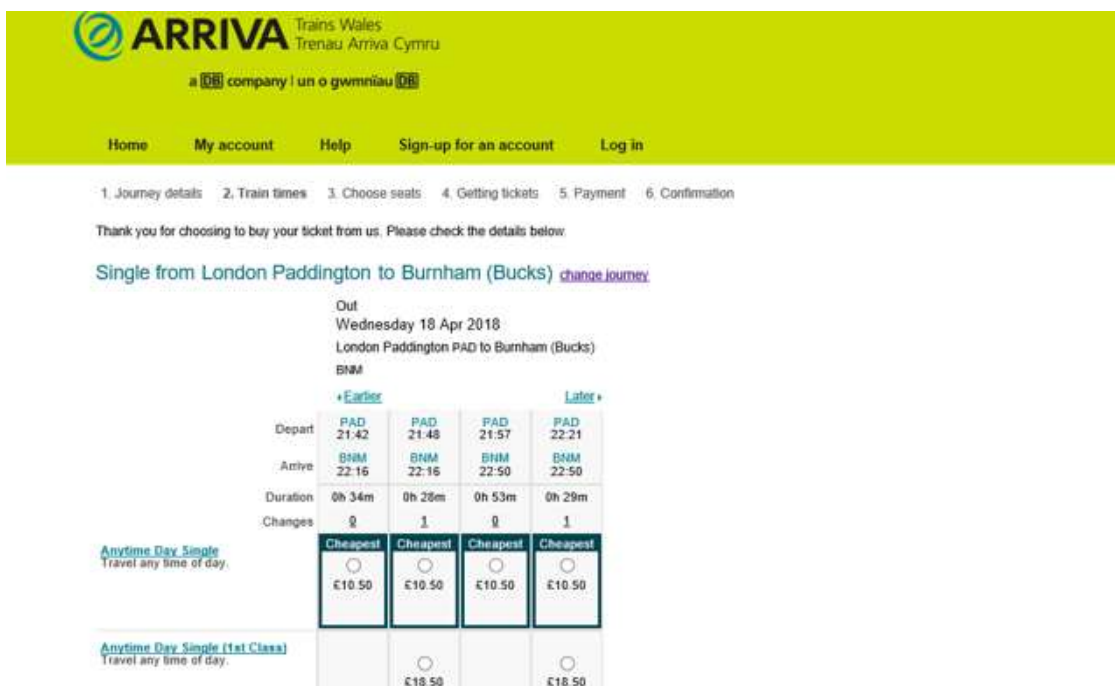 ARRIVA Trains Wales
Trenau Arriva Cymru
a DB company | un o gwmnïau DB
Home My account Help Sign-up for an account Log in
1. Journey details 2. Train times 3. Choose seats 4. Getting tickets 5. Payment 6. Confirmation
Thank you for choosing to buy your ticket from us. Please check the details below.
Single from London Paddington to Burnham (Bucks) change journey
Out
Wednesday 18 Apr 2018
London Paddington PAD to Burnham (Bucks)
BNM
Earlier Later
Depart PAD 21:42 PAD 21:48 PAD 21:57 PAD 22:21
Arrive BNM 22:16 BNM 22:16 BNM 22:50 BNM 22:50
Duration 0h 34m 0h 28m 0h 53m 0h 29m
Changes 0 1 0 1
Cheapest Cheapest Cheapest Cheapest
Anytime Day Single
Travel any time of day.
£10.50 £10.50 £10.50 £10.50
Anytime Day Single (1st Class)
Travel any time of day.
£18.50 £18.50